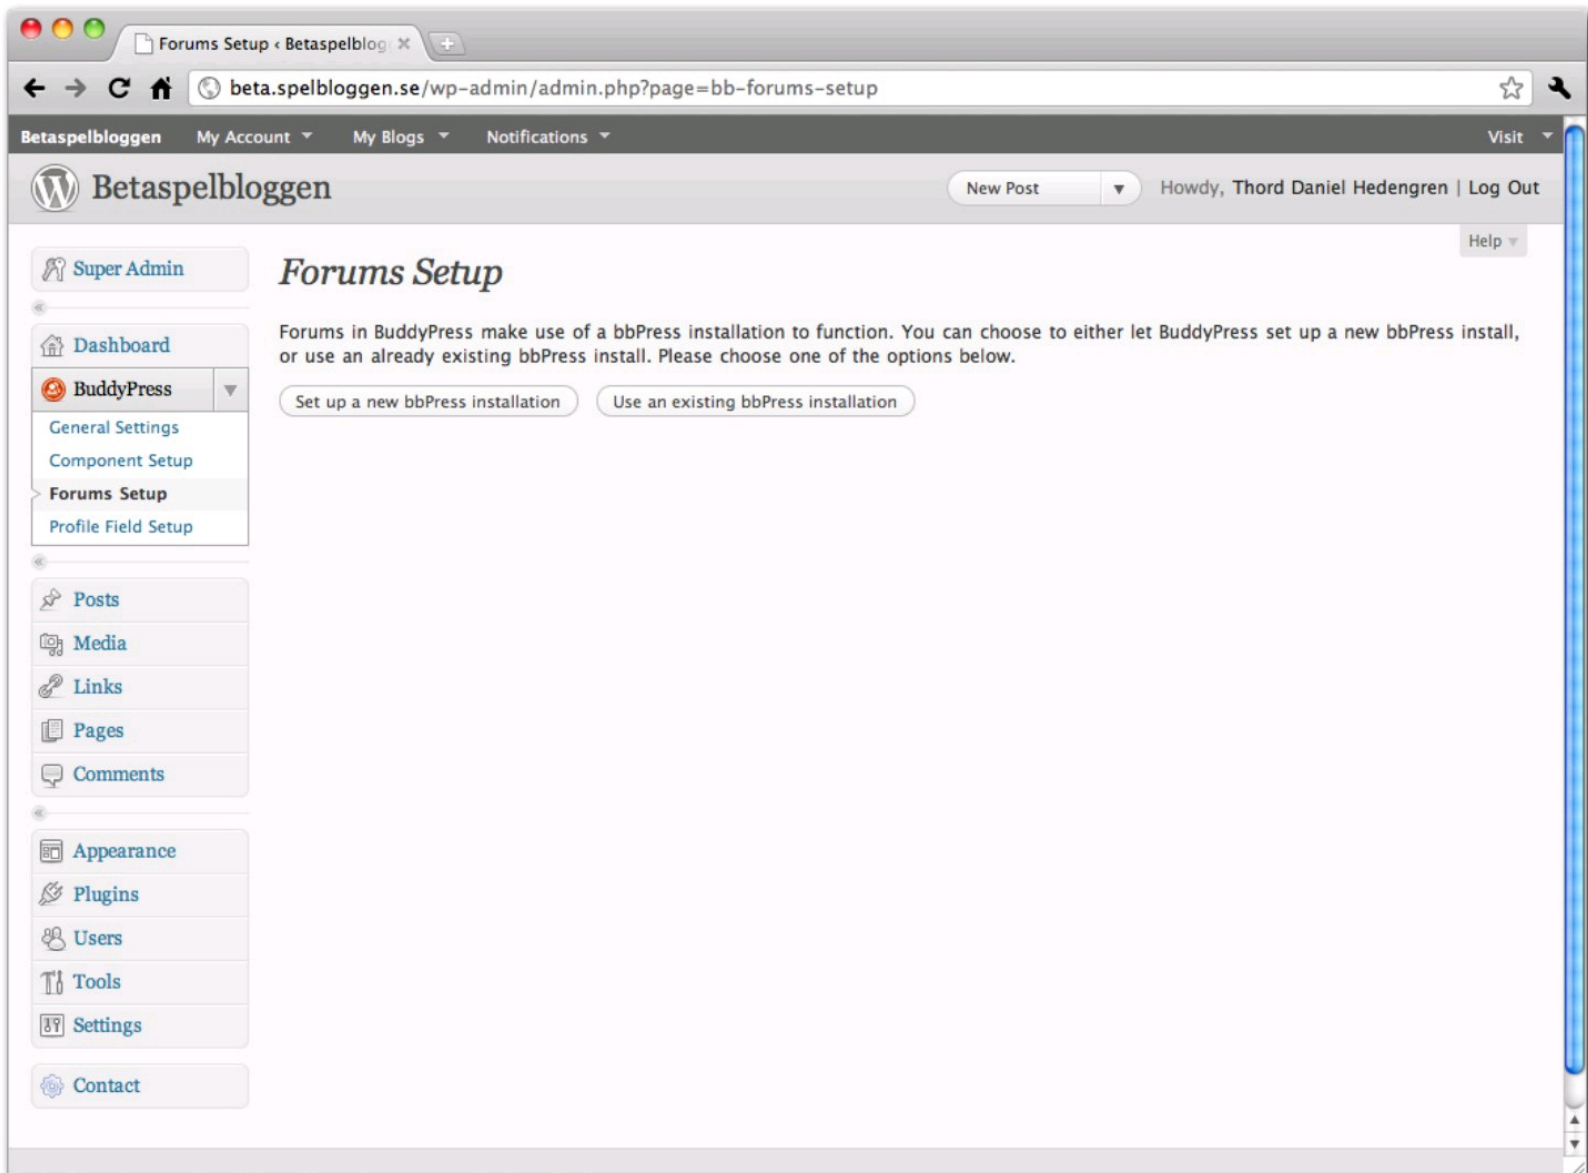 Forums Setup ‹ Betaspelblog
beta.spelbloggen.se/wp-admin/admin.php?page=bb-forums-setup
Betaspelbloggen My Account My Blogs Notifications Visit
Betaspelbloggen New Post Howdy, Thord Daniel Hedengren | Log Out
Help
Super Admin
Dashboard
BuddyPress
General Settings
Component Setup
Forums Setup
Profile Field Setup
Posts
Media
Links
Pages
Comments
Appearance
Plugins
Users
Tools
Settings
Contact
Forums Setup
Forums in BuddyPress make use of a bbPress installation to function. You can choose to either let BuddyPress set up a new bbPress install,
or use an already existing bbPress install. Please choose one of the options below.
Set up a new bbPress installation Use an existing bbPress installation